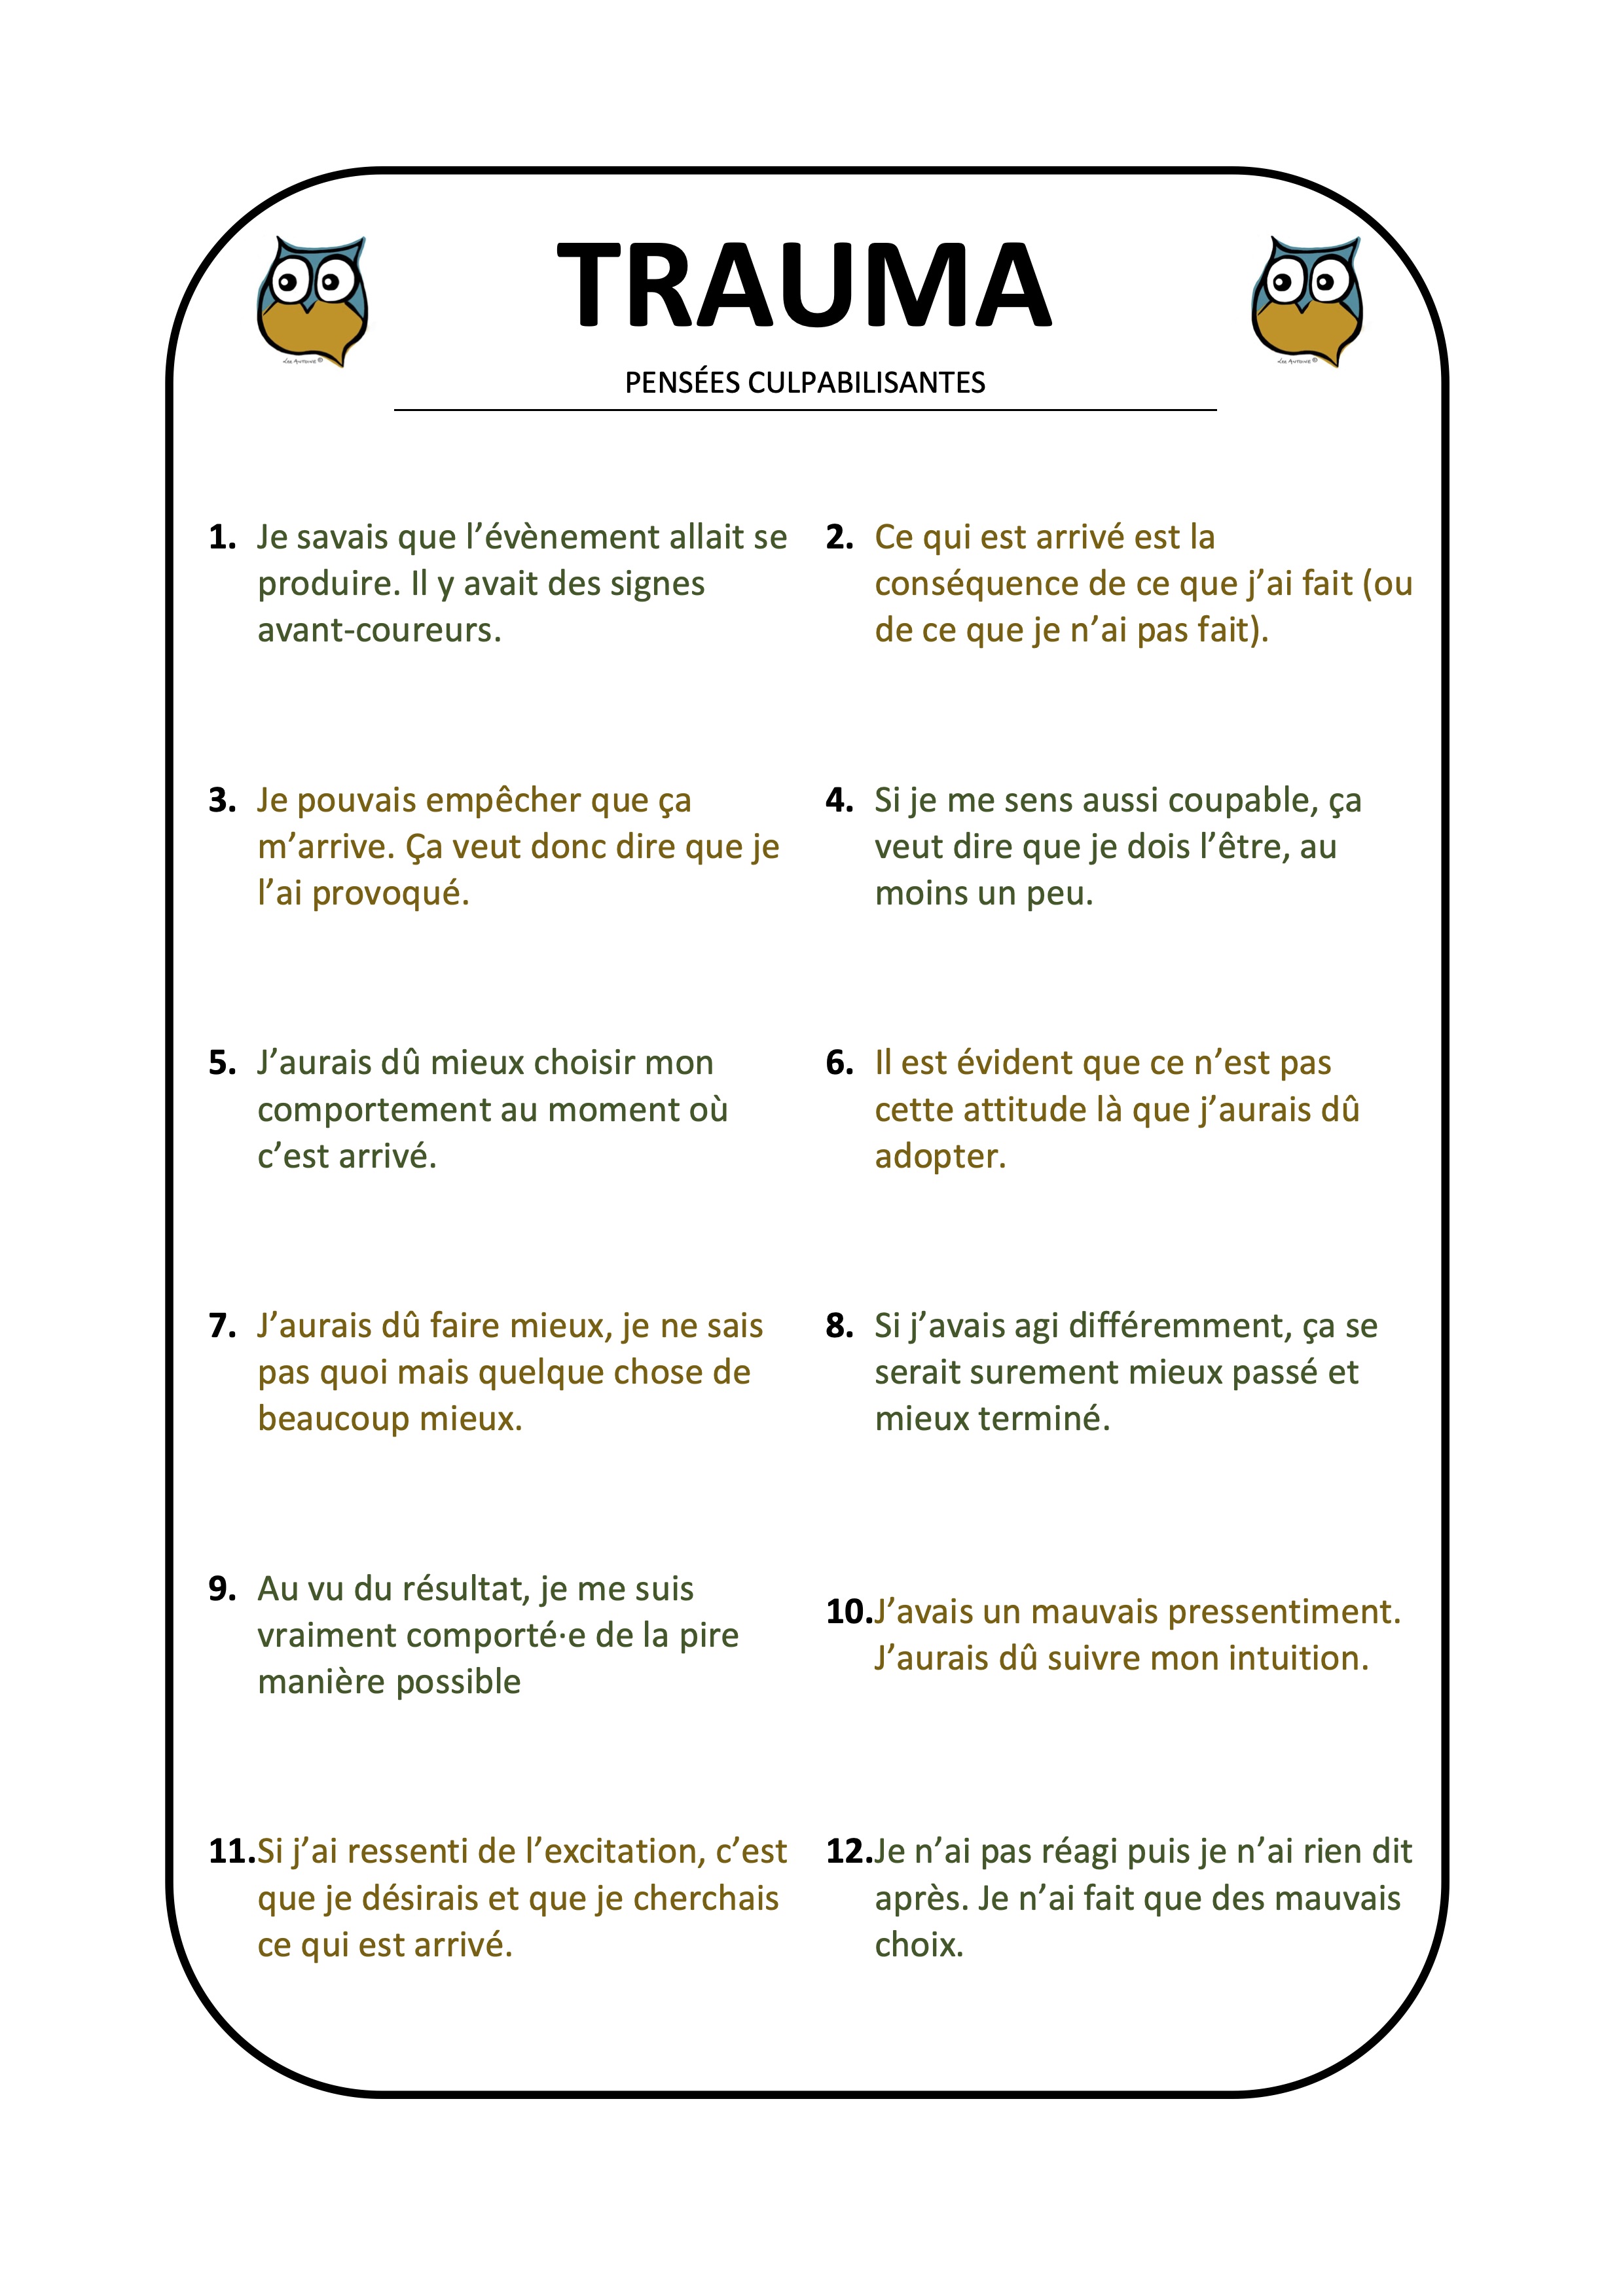 TRAUMA
PENSÉES CULPABILISANTES
1. Je savais que l’évènement allait se
produire. Il y avait des signes
avant-coureurs.
2. Ce qui est arrivé est la
conséquence de ce que j’ai fait (ou
de ce que je n’ai pas fait).
3. Je pouvais empêcher que ça
m’arrive. Ça veut donc dire que je
l’ai provoqué.
4. Si je me sens aussi coupable, ça
veut dire que je dois l’être, au
moins un peu.
5. J’aurais dû mieux choisir mon
comportement au moment où
c’est arrivé.
6. Il est évident que ce n’est pas
cette attitude là que j’aurais dû
adopter.
7. J’aurais dû faire mieux, je ne sais
pas quoi mais quelque chose de
beaucoup mieux.
8. Si j’avais agi différemment, ça se
serait surement mieux passé et
mieux terminé.
9. Au vu du résultat, je me suis
vraiment comporté·e de la pire
manière possible
10. J’avais un mauvais pressentiment.
J’aurais dû suivre mon intuition.
11. Si j’ai ressenti de l’excitation, c’est
que je désirais et que je cherchais
ce qui est arrivé.
12. Je n’ai pas réagi puis je n’ai rien dit
après. Je n’ai fait que des mauvais
choix.